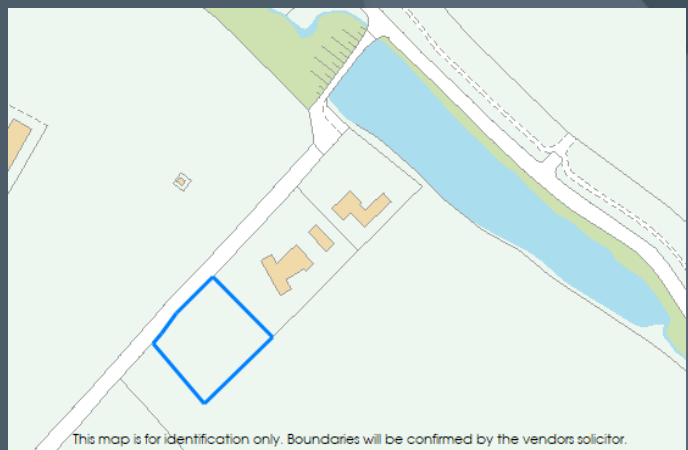 This map is for identification only. Boundaries will be confirmed by the vendors solicitor.